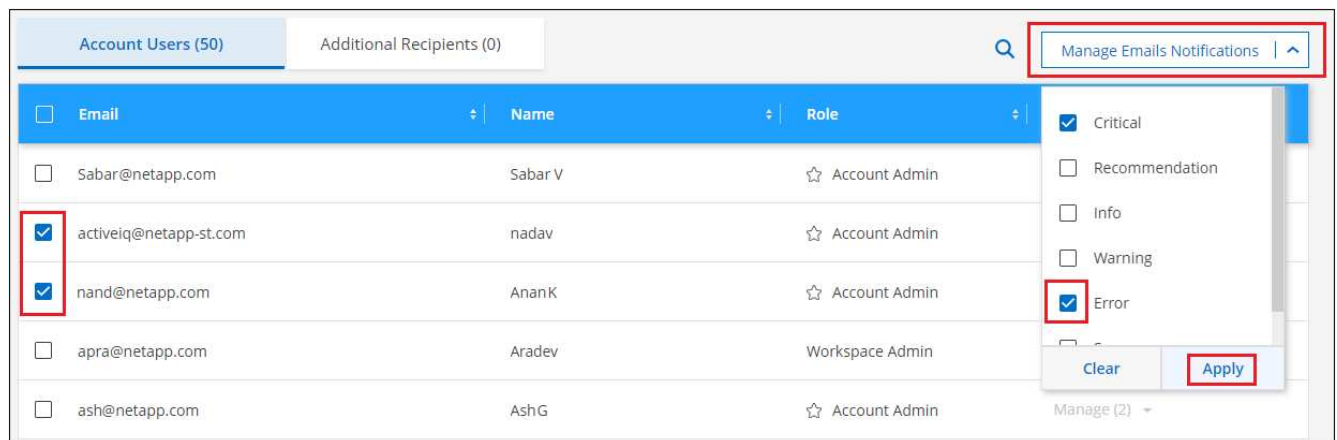 Account Users (50) Additional Recipients (0) Manage Emails Notifications
Email Name Role
Critical
Sabar@netapp.com Sabar V Account Admin
Recommendation
Info
activeiq@netapp-st.com nadav Account Admin
Warning
nand@netapp.com AnanK Account Admin
Error
apra@netapp.com Aradev Workspace Admin
Clear Apply
ash@netapp.com AshG Account Admin Manage (2)